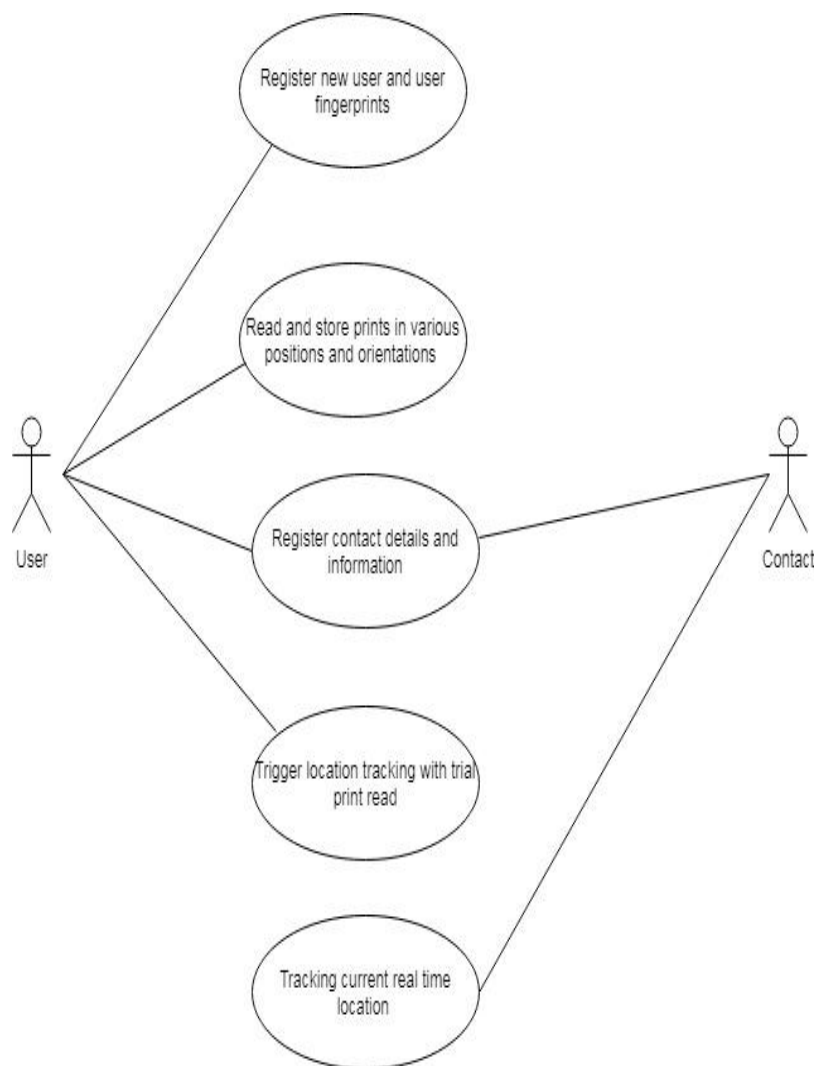 Register new user and user
fingerprints
Read and store prints in various
positions and orientations
User
Register contact details and
information
Contact
Trigger location tracking with trial
print read
Tracking current real time
location